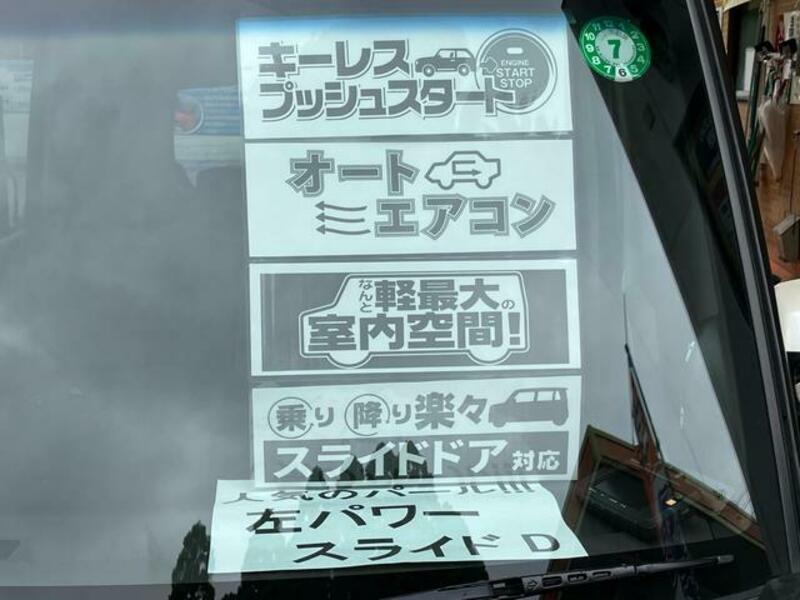 キーレス
プッシュスタート
ENGINE
START
STOP
7
6
オート
エアコン
なんと軽最大の
室内空間!
乗り降り楽々
スライドドア対応
人気のパール!!!
左パワー
スライドD